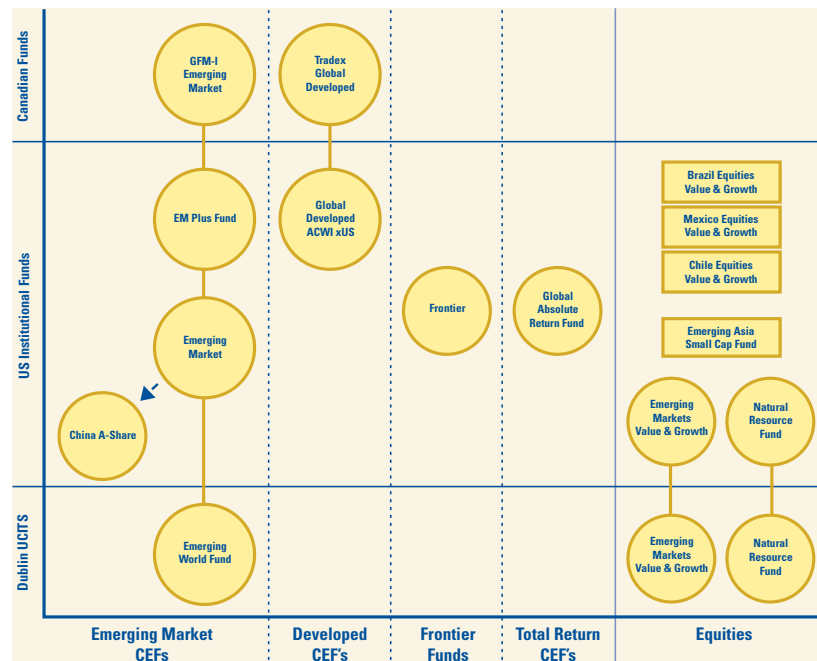 Canadian Funds
GFM-I
Emerging
Market
Tradex
Global
Developed
US Institutional Funds
EM Plus Fund
Global
Developed
ACWI xUS
Brazil Equities
Value & Growth
Mexico Equities
Value & Growth
Chile Equities
Value & Growth
Emerging
Market
Frontier
Global
Absolute
Return Fund
Emerging Asia
Small Cap Fund
China A-Share
Emerging
Markets
Value & Growth
Natural
Resource
Fund
Dublin UCITS
Emerging
World Fund
Emerging
Markets
Value & Growth
Natural
Resource
Fund
Emerging Market
CEFs
Developed
CEF's
Frontier
Funds
Total Return
CEF's
Equities